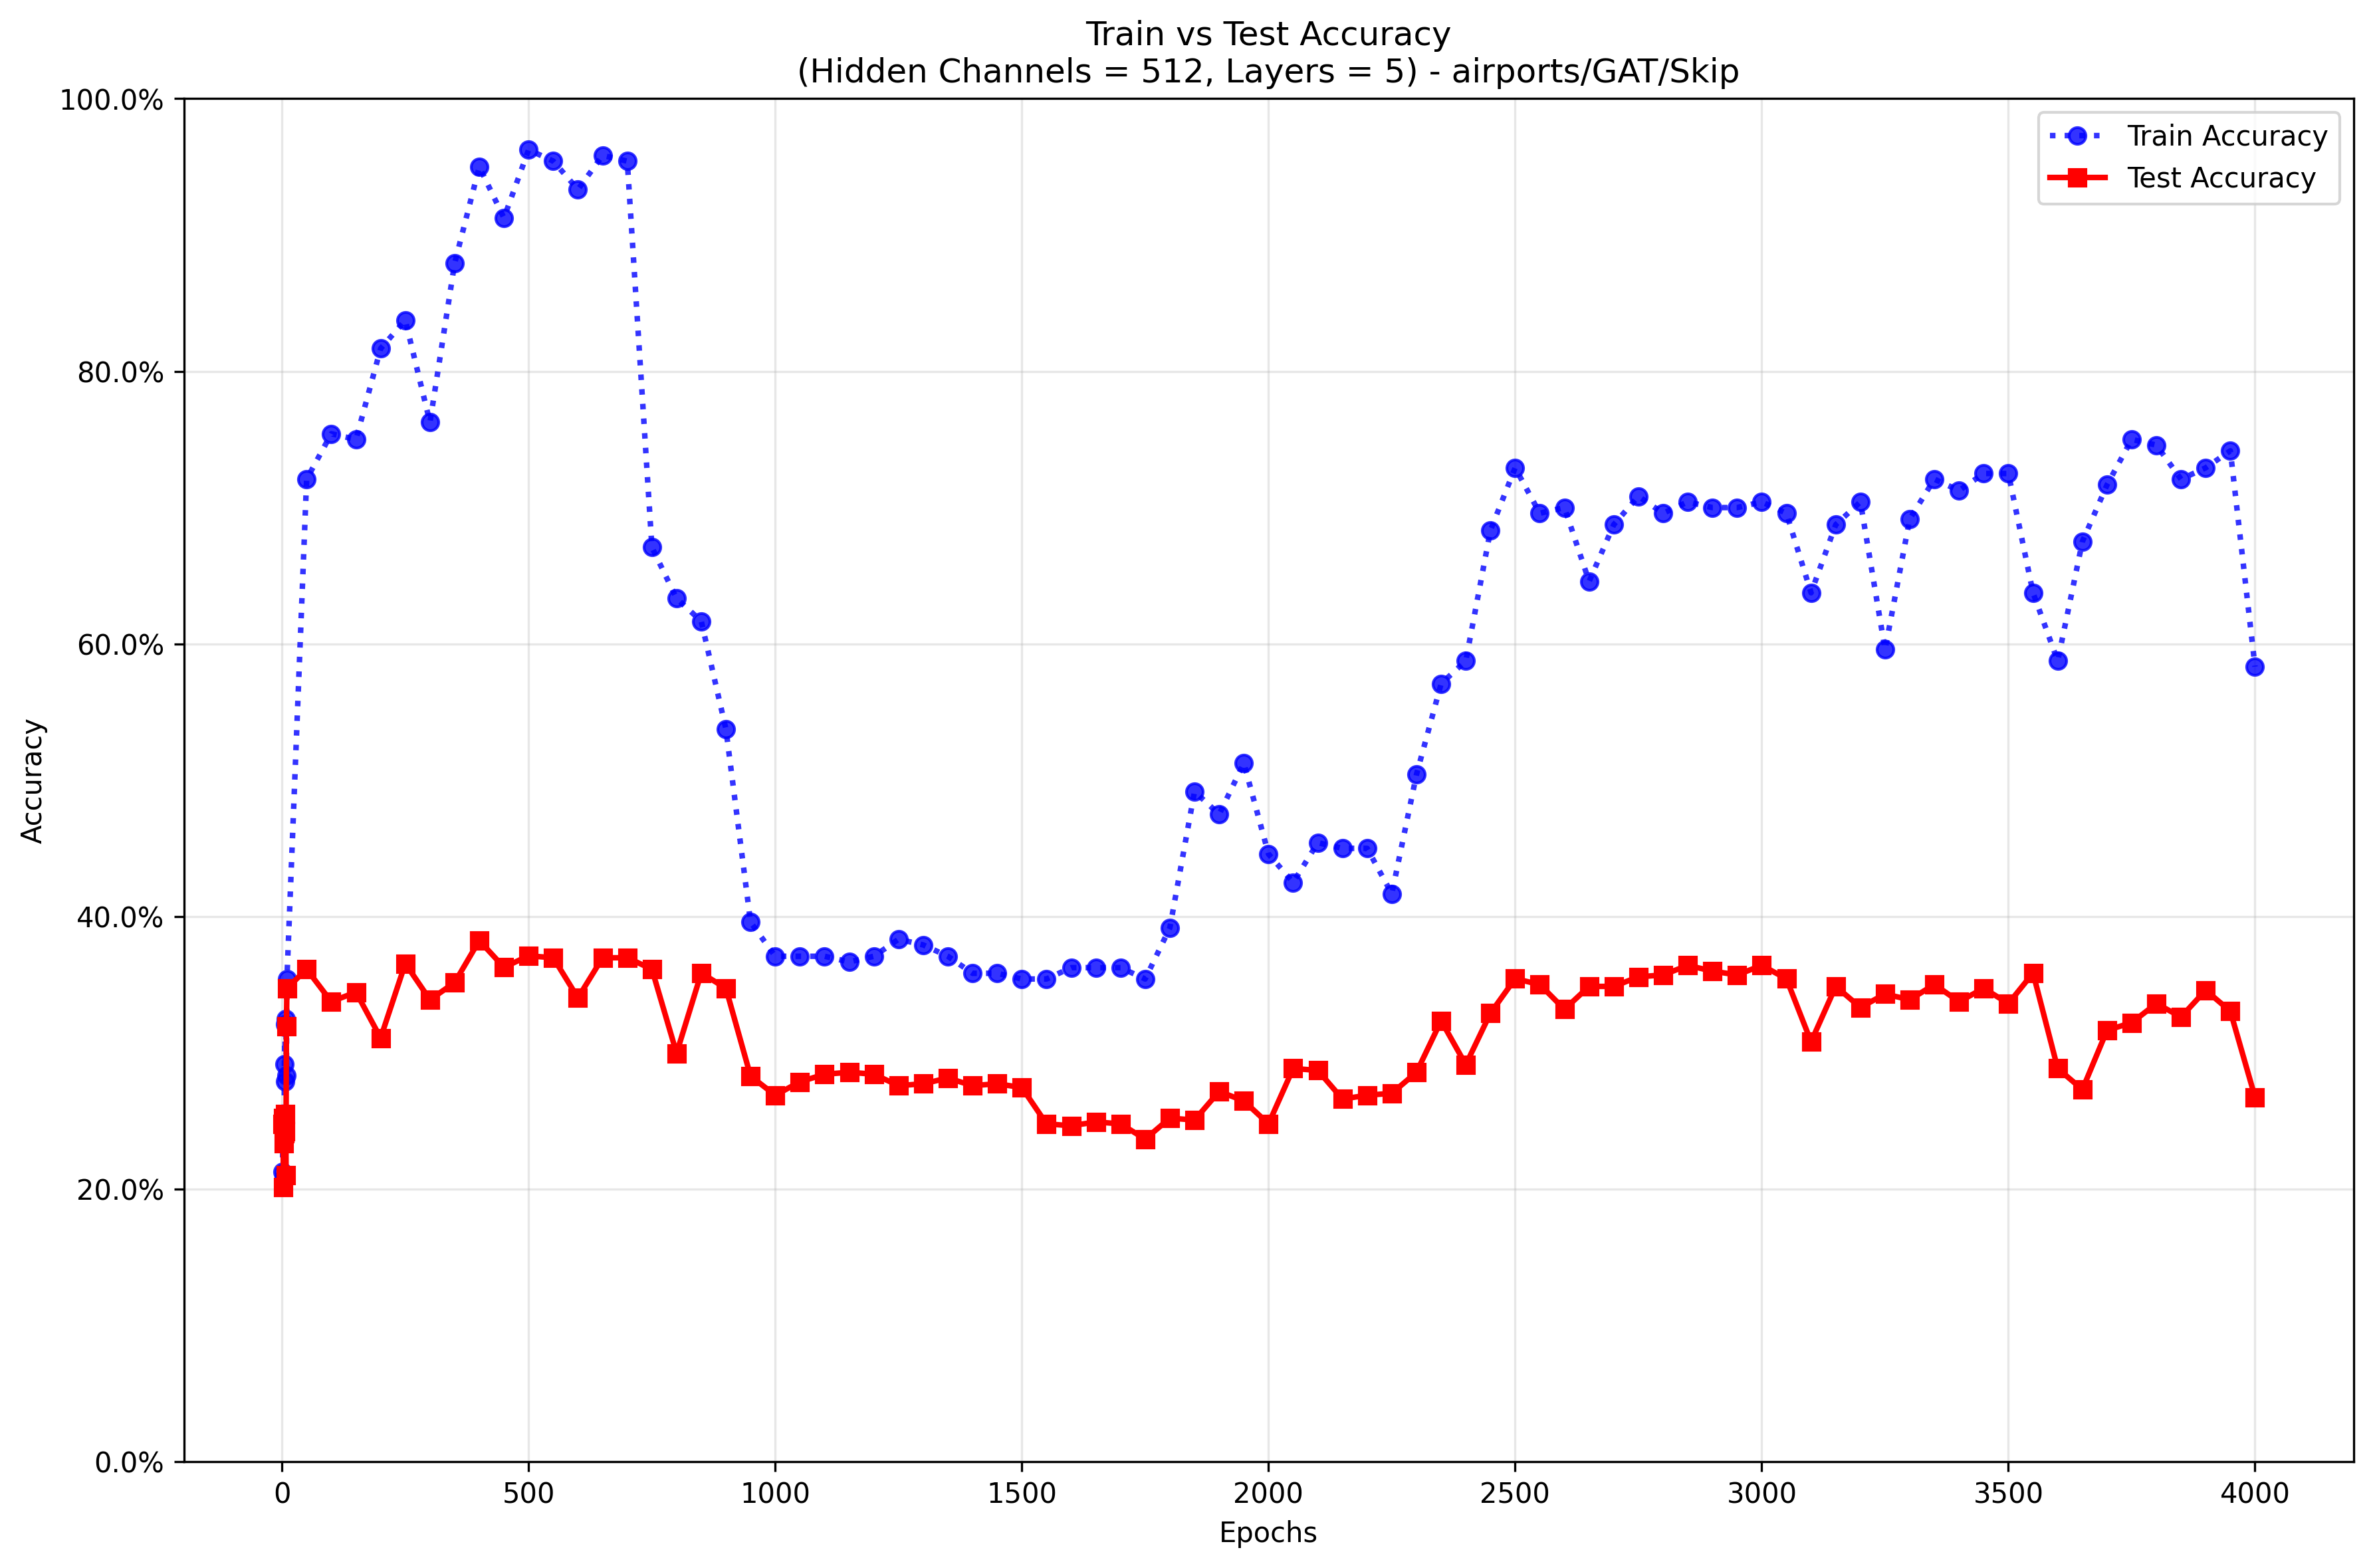 Train vs Test Accuracy
(Hidden Channels = 512, Layers = 5) - airports/GAT/Skip
100.0%
80.0%
60.0%
40.0%
20.0%
0.0%
Accuracy
Train Accuracy
Test Accuracy
0
500
1000
1500
2000
2500
3000
3500
4000
Epochs